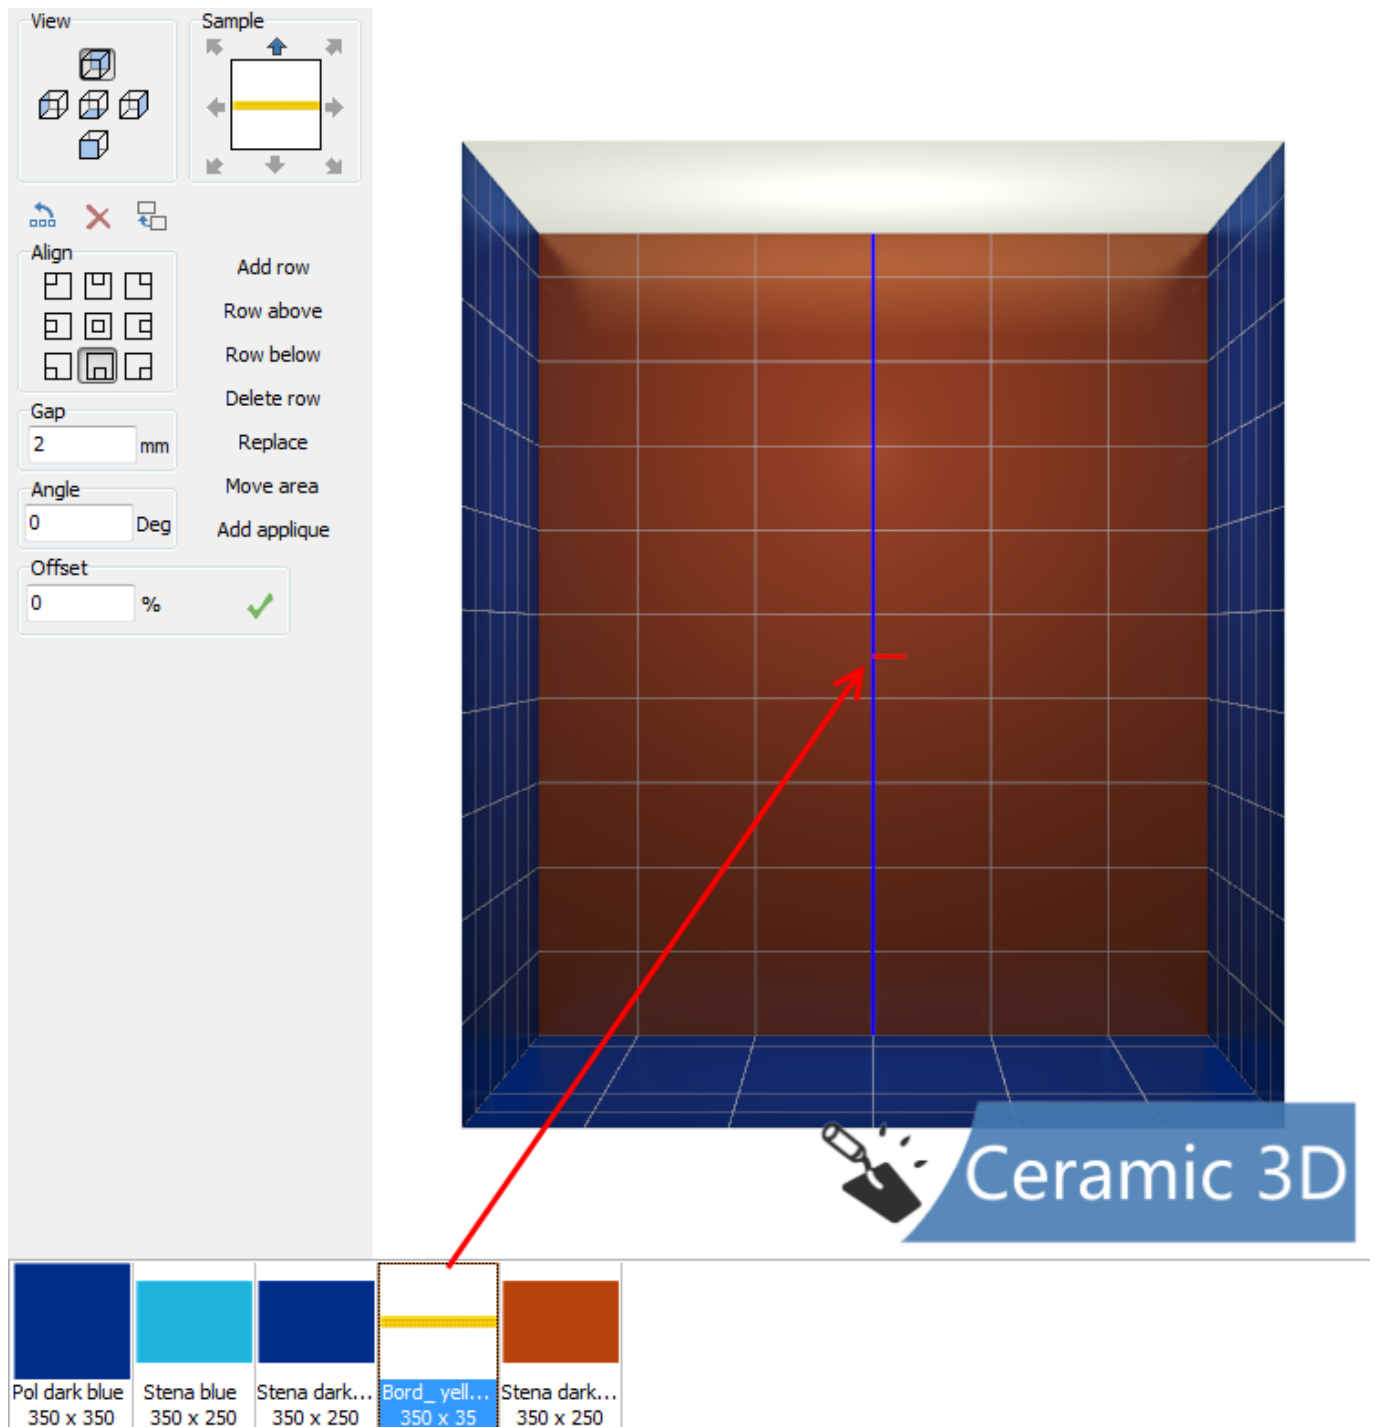 View
Sample
Align
Add row
Row above
Row below
Delete row
Gap
2 mm
Replace
Move area
Angle
0 Deg
Add applique
Offset
0 %
Ceramic 3D
Pol dark blue
350 x 350
Stena blue
350 x 250
Stena dark...
350 x 250
Bord_ yell...
350 x 35
Stena dark...
350 x 250